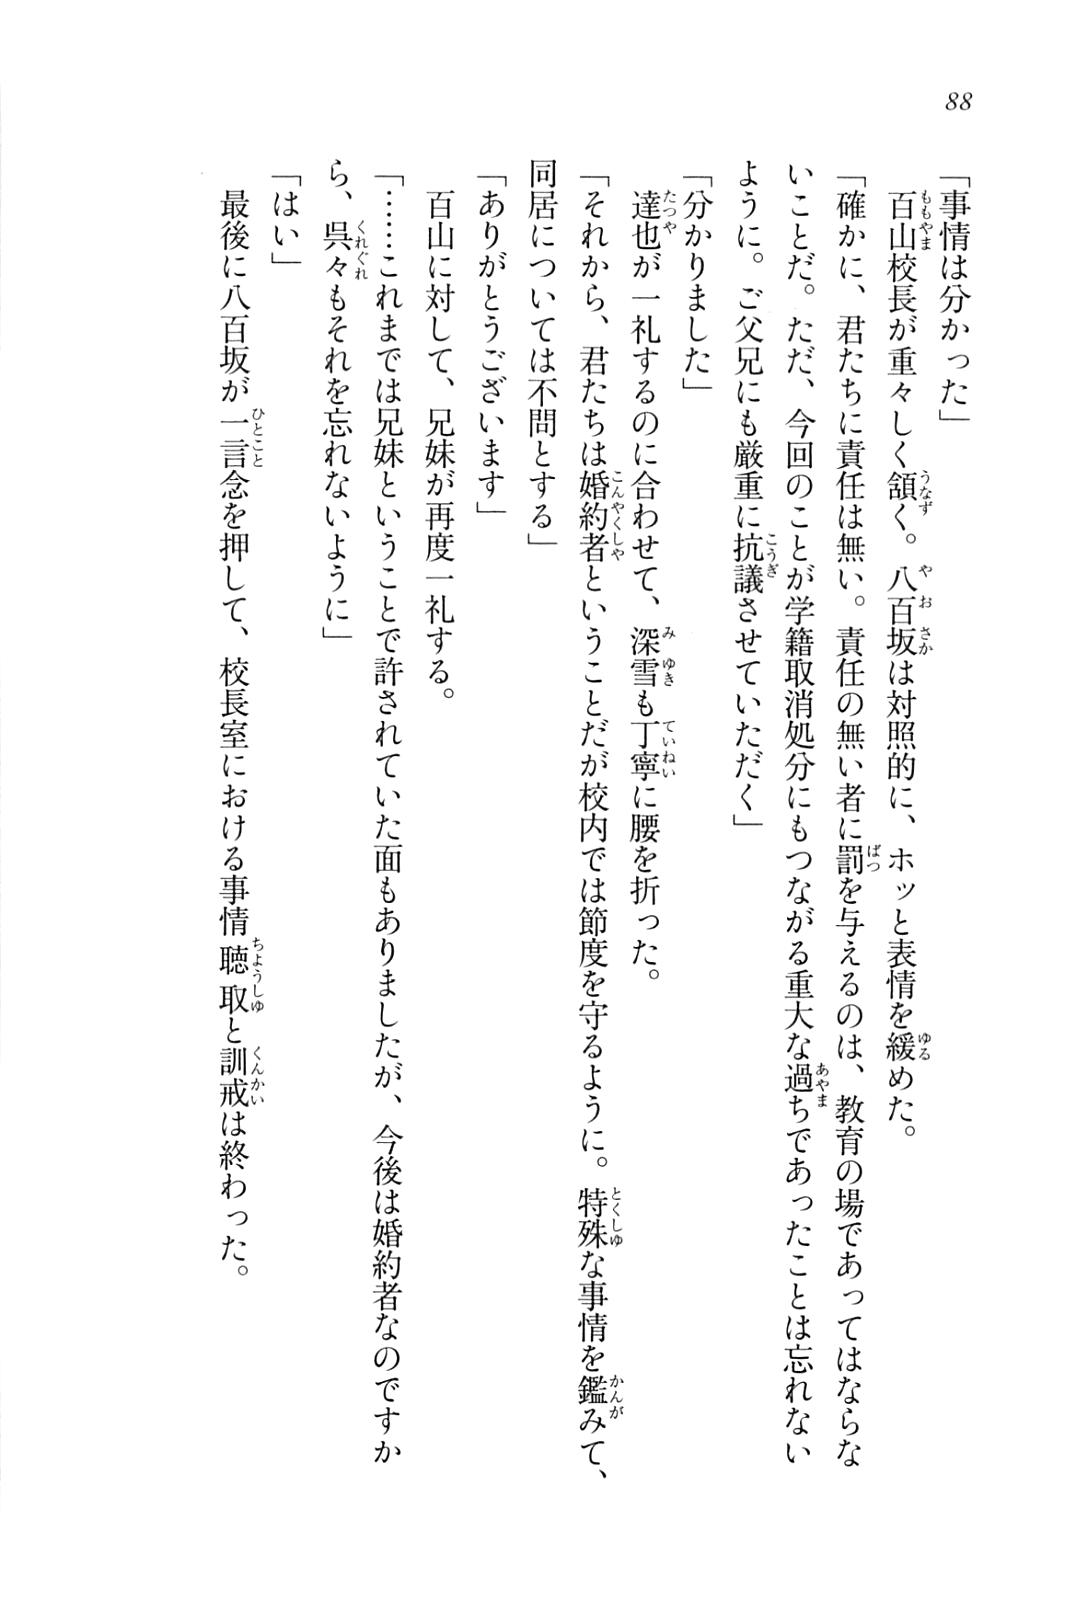 88
「事情は分かった」
百山校長が重々しく頷く。八百坂は対照的に、ホッと表情を緩めた。
「確かに、君たちに責任は無い。責任の無い者に罰を与えるのは、教育の場であってはならな
いことだ。ただ、今回のことが学籍取消処分にもつながる重大な過ちであったことは忘れない
ように。ご父兄にも厳重に抗議させていただく」
「分かりました」
達也が一礼するのに合わせて、深雪も丁寧に腰を折った。
「それから、君たちは婚約者ということだが校内では節度を守るように。特殊な事情を鑑みて、
同居については不問とする」
「ありがとうございます」
百山に対して、兄妹が再度一礼する。
「……これまでは兄妹ということで許されていた面もありましたが、今後は婚約者なのですか
ら、呉々もそれを忘れないように」
「はい」
最後に八百坂が一言念を押して、校長室における事情聴取と訓戒は終わった。